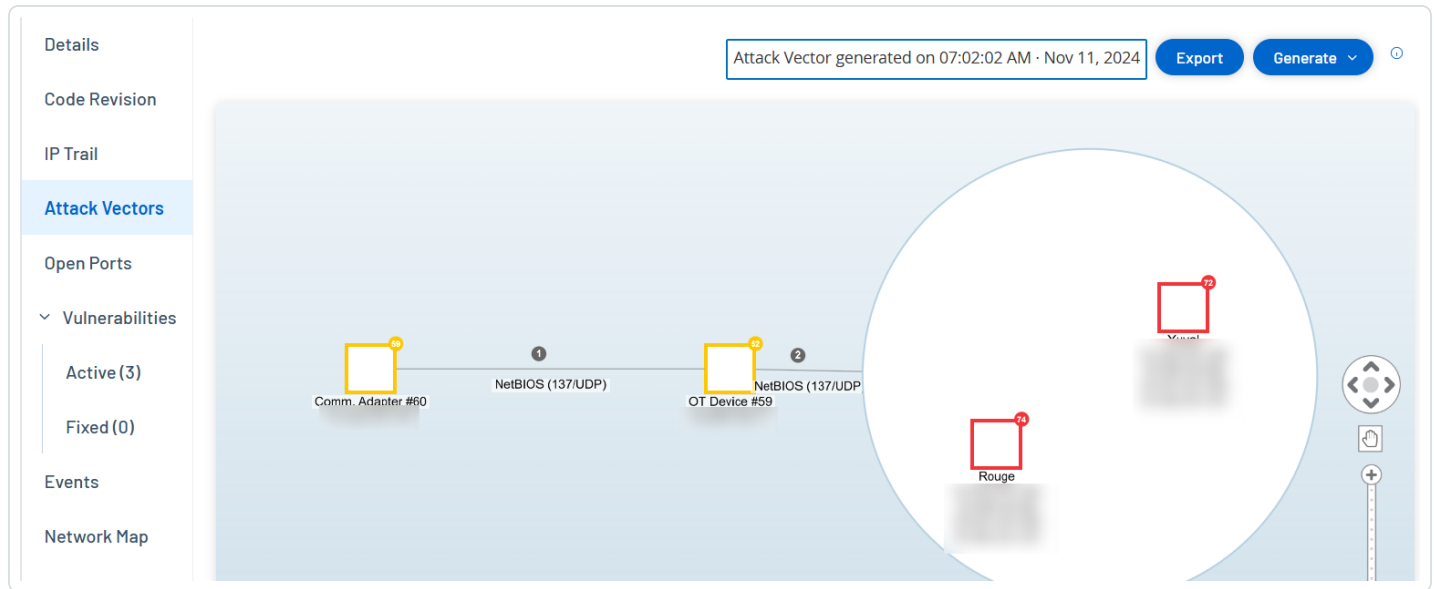 Details
Code Revision
IP Trail
Attack Vectors
Open Ports
Vulnerabilities
Active (3)
Fixed (0)
Events
Network Map
Attack Vector generated on 07:02:02 AM · Nov 11, 2024
Export
Generate
59
1
NetBIOS (137/UDP)
Comm. Adapter #60
52
2
NetBIOS (137/UDP
OT Device #59
72
74
Rouge